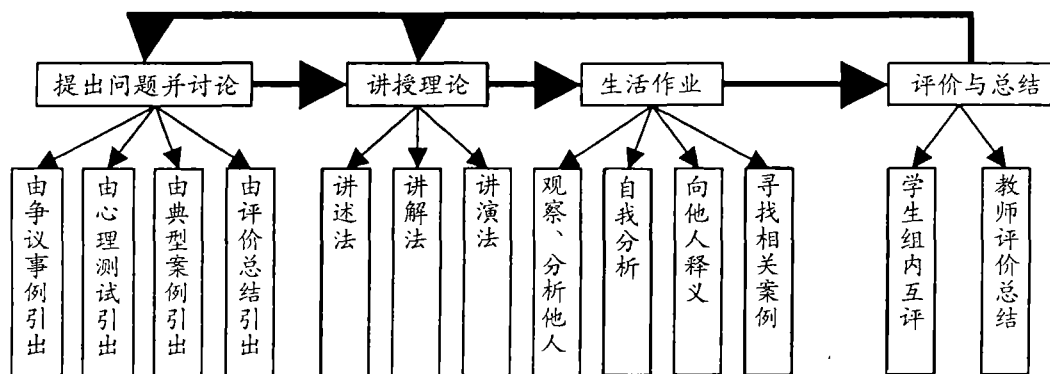 提出问题并讨论
讲授理论
生活作业
评价与总结
由争议事例引出
由心理测试引出
由典型案例引出
由评价总结引出
讲述法
讲解法
讲演法
观察、分析他人
自我分析
向他人释义
寻找相关案例
学生组内互评
教师评价总结